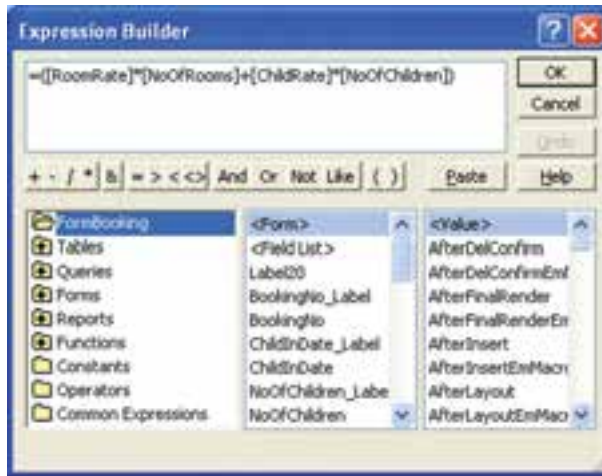 Expression Builder
=([RoomRate]*[NoOfRooms]+[ChildRate]*[NoOfChildren])
OK
Cancel
Undo
+ - / * & = > < <> And Or Not Like ( ) Paste Help
FormBooking
Tables
Queries
Forms
Reports
Functions
Constants
Operators
Common Expressions
<Form>
<Field List>
Label20
BookingNo_Label
BookingNo
ChildInDate_Label
ChildInDate
NoOfChildren_Labe
NoOfChildren
<Value>
AfterDelConfirm
AfterDelConfirmEmf
AfterFinalRender
AfterFinalRenderEm
AfterInsert
AfterInsertEmMacr
AfterLayout
AfterLayoutEmMacr